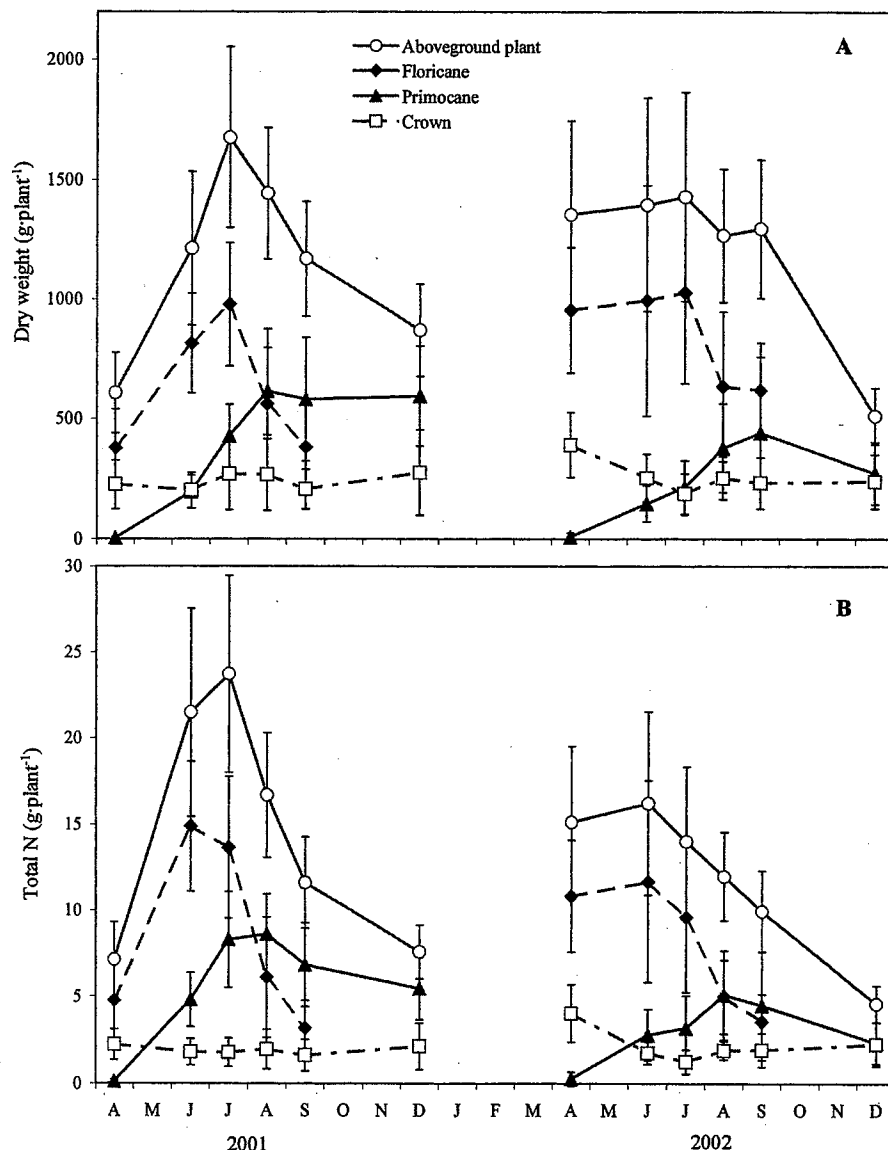 A
Aboveground plant
Floricane
Primocane
Crown
2000
1500
1000
500
0
Dry weight (g·plant⁻¹)
B
30
25
20
15
10
5
0
Total N (g·plant⁻¹)
A M J J A S O N D J F M A M J J A S O N D
2001 2002